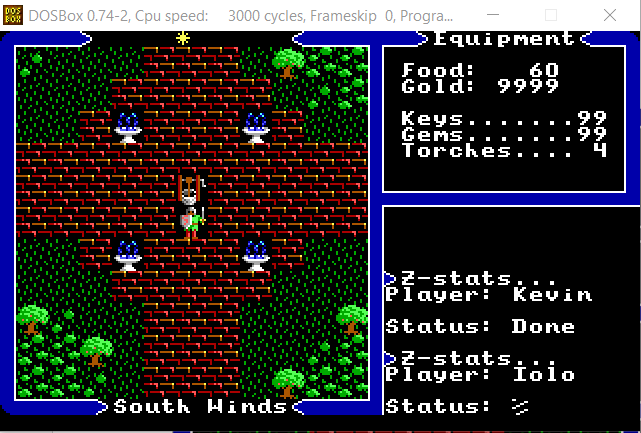 DOSBox 0.74-2, Cpu speed: 3000 cycles, Frameskip 0, Progra...
Equipment
Food: 60
Gold: 9999
Keys.......99
Gems.......99
Torches.... 4
Z-stats...
Player: Kevin
Status: Done
Z-stats...
Player: Iolo
Status:
South Winds